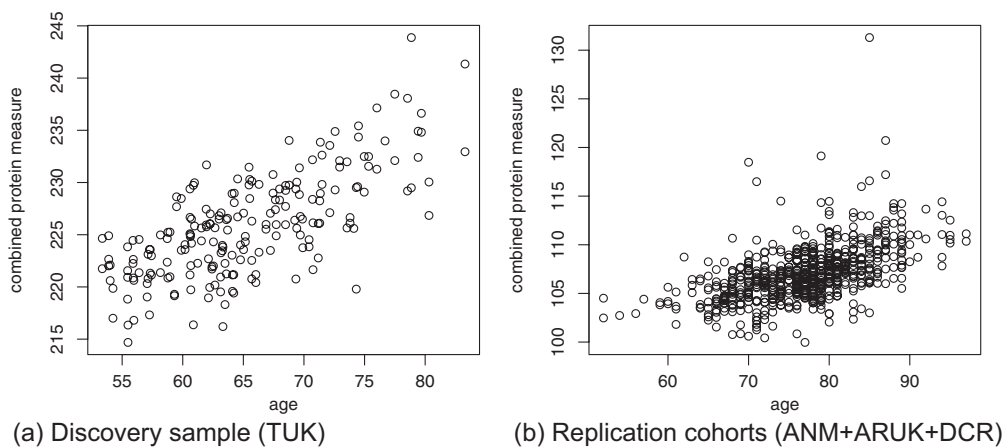 245
240
235
230
225
220
215
combined protein measure
55 60 65 70 75 80
age
(a) Discovery sample (TUK)
130
125
120
115
110
105
100
combined protein measure
60 70 80 90
age
(b) Replication cohorts (ANM+ARUK+DCR)